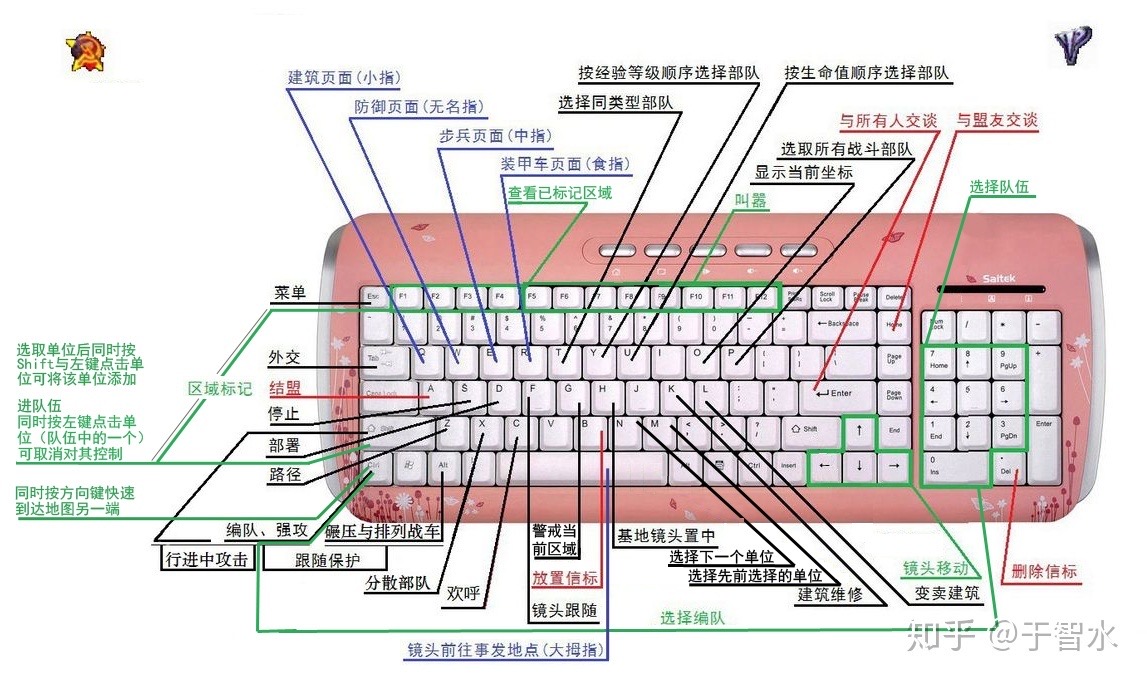 按经验等级顺序选择部队
按生命值顺序选择部队
建筑页面(小指)
选择同类型部队
防御页面(无名指)
与所有人交谈
与盟友交谈
步兵页面(中指)
选取所有战斗部队
装甲车页面(食指)
显示当前坐标
查看已标记区域
叫嚣
选择队伍
Saitek
菜单
Esc
F1
F2
F3
F4
F5
F6
F7
F8
F9
F10
F11
F12
Scroll Lock
Pause Break
Delete
Backspace
Home
Num Lock
/
*
-
外交
Tab
Q
W
E
R
T
Y
U
I
O
P
Page Up
7 Home
8
9 PgUp
+
选取单位后同时按
Shift与左键点击单
位可将该单位添加
进队伍
同时按左键点击单
位（队伍中的一个）
可取消对其控制
区域标记
结盟
Caps Lock
A
S
D
F
G
H
J
K
L
Enter
Page Down
4
5
6
停止
Shift
Z
X
C
V
B
N
M
Shift
End
1 End
2
3 PgDn
Enter
部署
路径
Ctrl
Alt
Alt
Ctrl
Insert
0 Ins
Del
同时按方向键快速
到达地图另一端
编队、强攻
碾压与排列战车
警戒当
前区域
基地镜头置中
行进中攻击
跟随保护
选择下一个单位
镜头移动
删除信标
分散部队
欢呼
放置信标
选择先前选择的单位
建筑维修
变卖建筑
镜头跟随
选择编队
镜头前往事发地点(大拇指)
知乎 @于智水